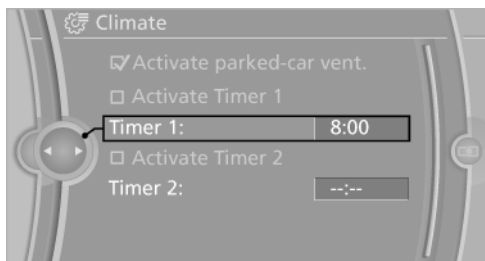 Climate
Activate parked-car vent.
Activate Timer 1
Timer 1: 8:00
Activate Timer 2
Timer 2: --:--